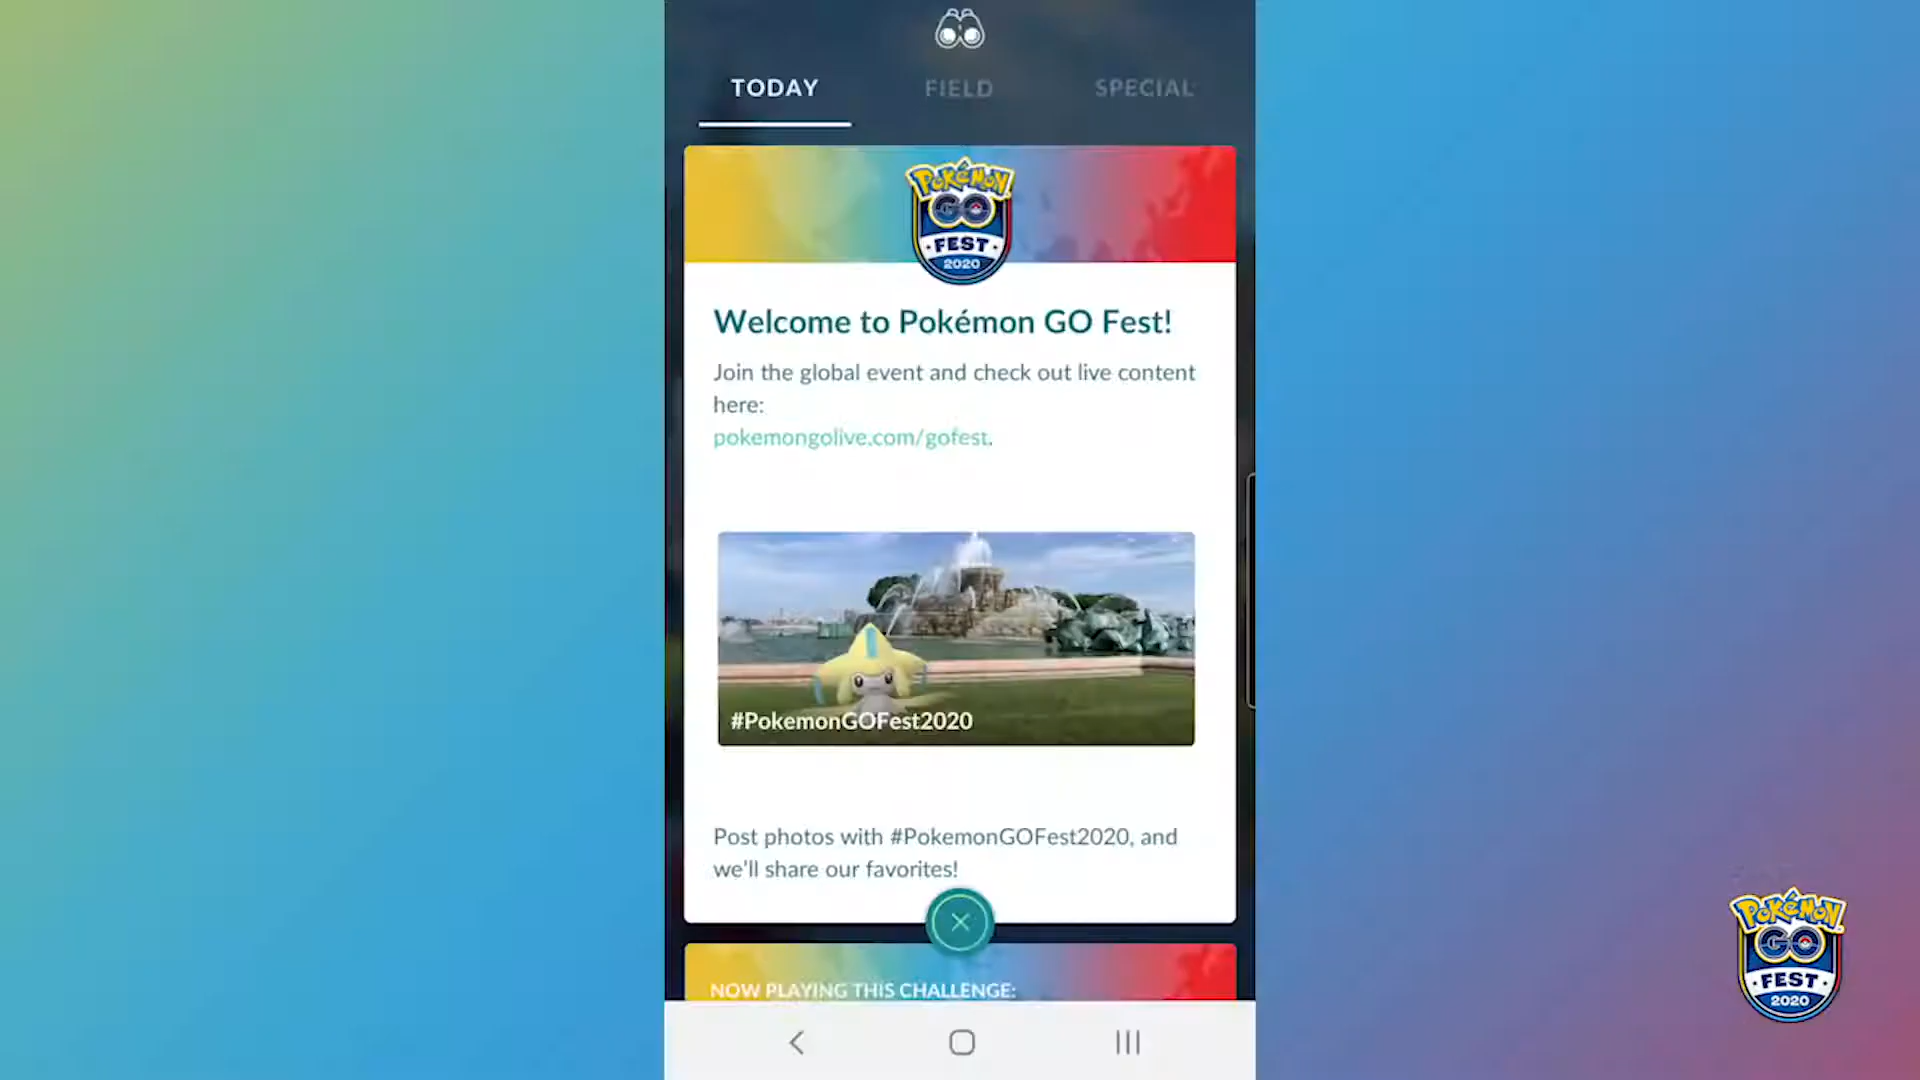 TODAY
FIELD
SPECIAL
POKÉMON
GO
FEST
2020
Welcome to Pokémon GO Fest!
Join the global event and check out live content
here:
pokemongolive.com/gofest.
#PokemonGOFest2020
Post photos with #PokemonGOFest2020, and
we'll share our favorites!
NOW PLAYING THIS CHALLENGE:
POKÉMON
GO
FEST
2020